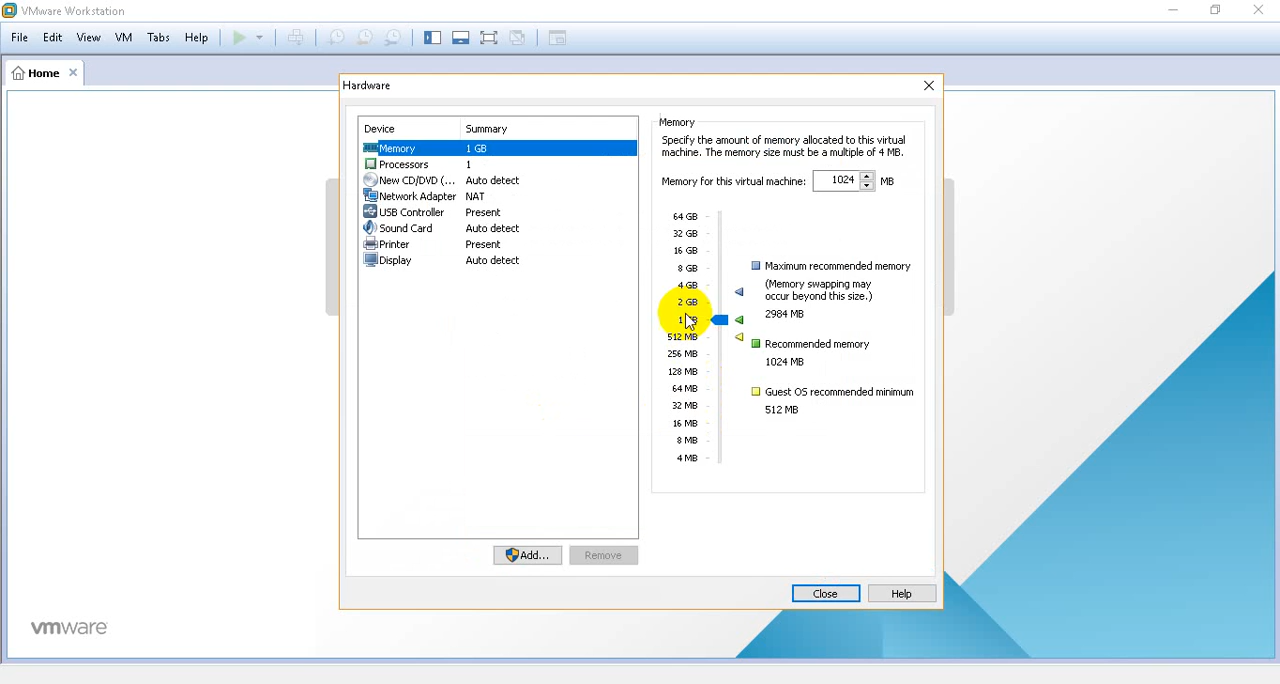 VMware Workstation
File Edit View VM Tabs Help
Home
Hardware
Device Summary
Memory 1 GB
Processors 1
New CD/DVD (... Auto detect
Network Adapter NAT
USB Controller Present
Sound Card Auto detect
Printer Present
Display Auto detect
Add...
Remove
Memory
Specify the amount of memory allocated to this virtual
machine. The memory size must be a multiple of 4 MB.
Memory for this virtual machine: 1024 MB
64 GB
32 GB
16 GB
8 GB
4 GB
2 GB
1 GB
512 MB
256 MB
128 MB
64 MB
32 MB
16 MB
8 MB
4 MB
Maximum recommended memory
(Memory swapping may
occur beyond this size.)
2984 MB
Recommended memory
1024 MB
Guest OS recommended minimum
512 MB
Close
Help
vmware